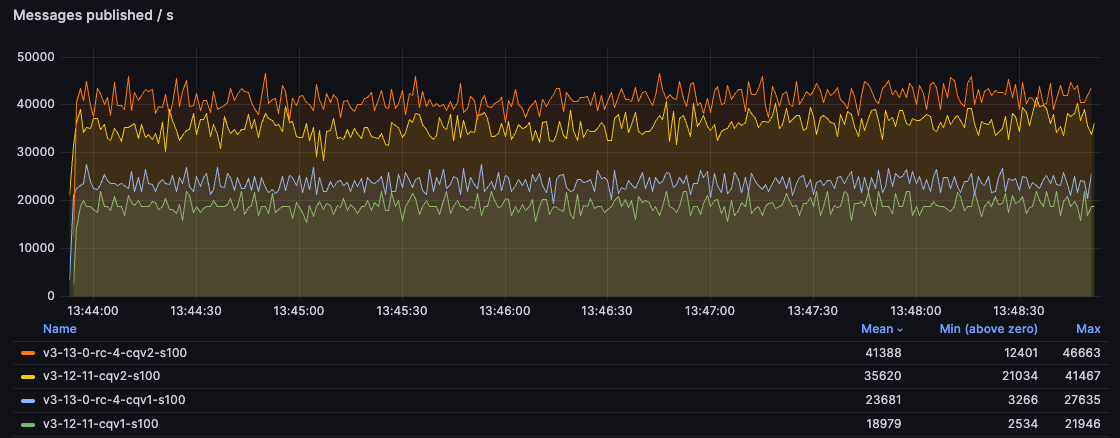 Messages published / s
50000
40000
30000
20000
10000
0
13:44:00 13:44:30 13:45:00 13:45:30 13:46:00 13:46:30 13:47:00 13:47:30 13:48:00 13:48:30
Name Mean Min (above zero) Max
v3-13-0-rc-4-cqv2-s100 41388 12401 46663
v3-12-11-cqv2-s100 35620 21034 41467
v3-13-0-rc-4-cqv1-s100 23681 3266 27635
v3-12-11-cqv1-s100 18979 2534 21946